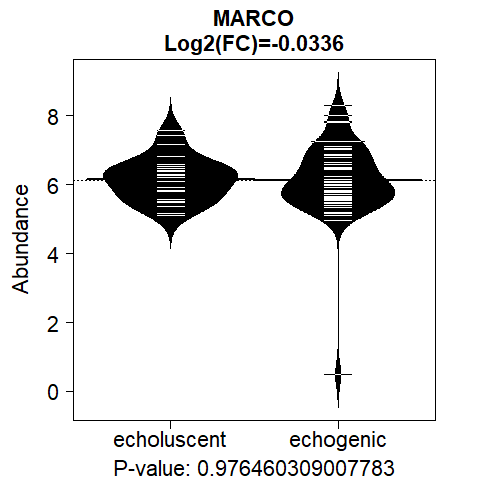 MARCO
Log2(FC)=-0.0336
Abundance
8
6
4
2
0
echoluscent echogenic
P-value: 0.976460309007783